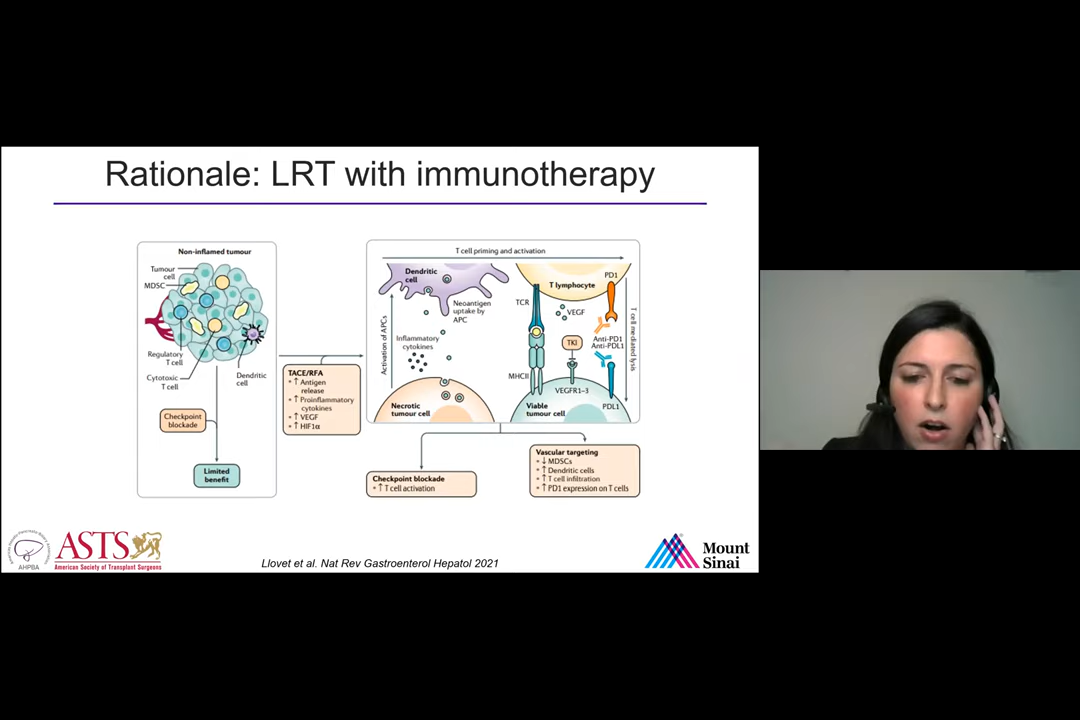 Rationale: LRT with immunotherapy
Non-inflamed tumour
Tumour
cell
MDSC
Regulatory
T cell
Cytotoxic
T cell
Dendritic
cell
Checkpoint
blockade
Limited
benefit
TACE/RFA
• ↑ Antigen
release
• ↑ Proinflammatory
cytokines
• ↑ VEGF
• ↑ HIF1α
T cell priming and activation
Dendritic
cell
Neoantigen
uptake by
APC
Activation of APCs
Inflammatory
cytokines
Necrotic
tumour cell
T lymphocyte
PD1
TCR
VEGF
TKI
Anti-PD1
Anti-PDL1
T cell mediated lysis
MHCII
VEGFR1–3
Viable
tumour cell
PDL1
Checkpoint blockade
• ↑ T cell activation
Vascular targeting
• ↓ MDSCs
• ↑ Dendritic cells
• ↑ T cell infiltration
• ↑ PD1 expression on T cells
AHPBA
ASTS
American Society of Transplant Surgeons
Llovet et al. Nat Rev Gastroenterol Hepatol 2021
Mount
Sinai